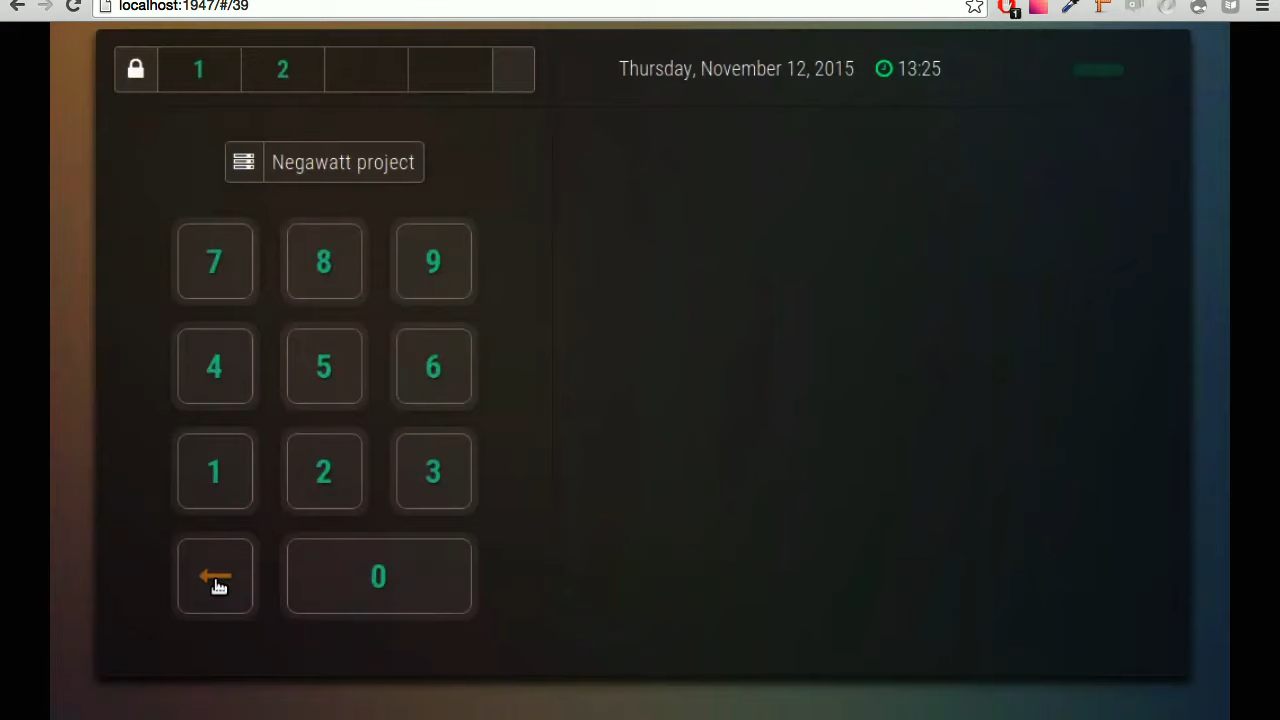 localhost:1947/#/39
1
1 2
Thursday, November 12, 2015 13:25
Negawatt project
7 8 9
4 5 6
1 2 3
0